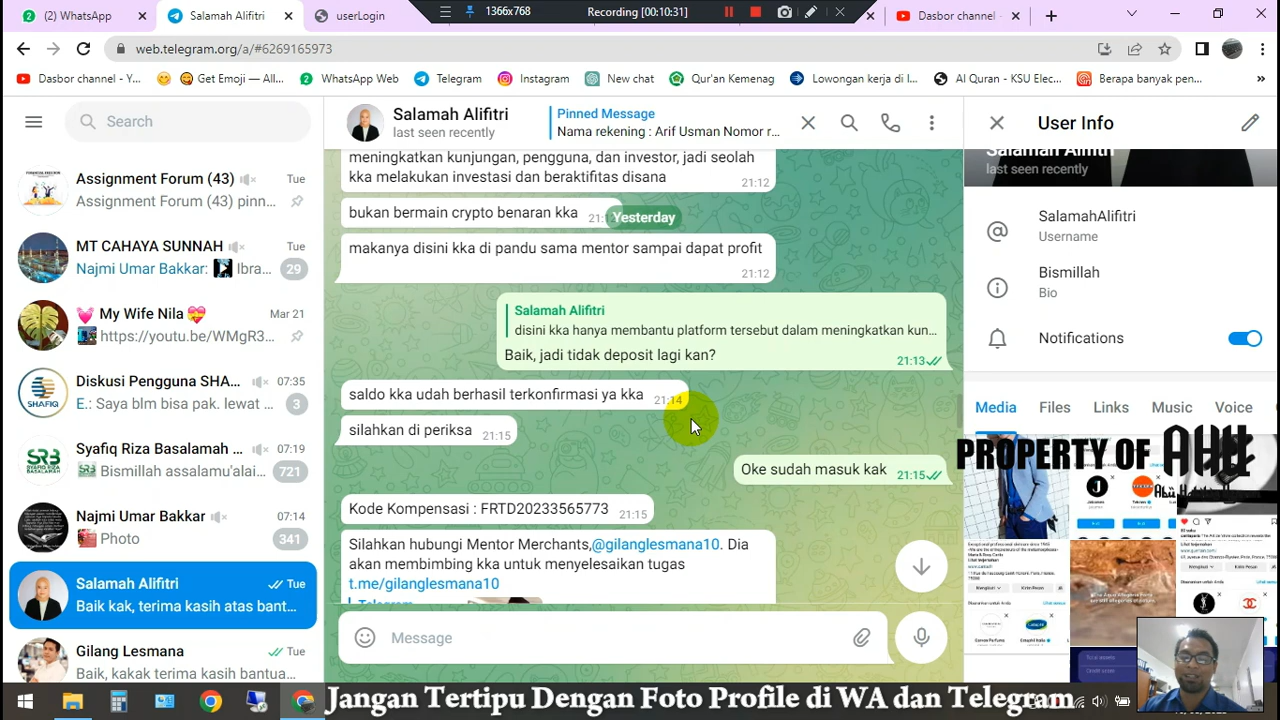 Telegram
userlterson
1366x768
Recording [00:10:31]
Dasbor channel
web.telegram.org/a/#6269165973
Dasbor channel - Y...
Get Emoji — All...
WhatsApp Web
Telegram
Instagram
New chat
Qur'an Kemenag
Lowongan kerja di I...
Al Quran - KSU Elec...
Berapa banyak pen...
Search
Assignment Forum (43)
Tue
Assignment Forum (43) pinn...
MT CAHAYA SUNNAH
Tue
Najmi Umar Bakkar:
Ibra...
29
💓 My Wife Nila 💝
Mar 21
https://youtu.be/WMgR3...
Diskusi Pengguna SHA...
07:35
E.: Saya blm bisa pak. lewat ...
3
SHAFIQ
Syafiq Riza Basalamah ...
07:19
Bismillah assalamu'alai...
721
SRB
SYAFIQ RIZA
BASALAMAH
Najmi Umar Bakkar
Photo
341
Salamah Alifitri
Tue
Baik kak, terima kasih atas bant...
Gilang Lesmana
Tue
Salamah Alifitri
last seen recently
Pinned Message
Nama rekening : Arif Usman Nomor r...
meningkatkan kunjungan, pengguna, dan investor, jadi seolah
melakukan investasi dan beraktifitas disana
21:12
bukan bermain crypto benaran kka
Yesterday
makanya disini kka di pandu sama mentor sampai dapat profit
21:12
Salamah Alifitri
disini kka hanya membantu platform tersebut dalam meningkatkan kun...
Baik, jadi tidak deposit lagi kan?
21:13
saldo kka udah berhasil terkonfirmasi ya kka
21:14
silahkan di periksa
21:15
Oke sudah masuk kak
21:15
Kode Kompensasi : FRTD20233565773
21:15
Silahkan hubungi Mentor Merchants,@gilanglesmana10. Dia
akan membimbing kka untuk menyelesaikan tugas
t.me/gilanglesmana10
Message
User Info
Salamah Alifitri
last seen recently
SalamahAlifitri
Username
Bismillah
Bio
Notifications
Media
Files
Links
Music
Voice
PROPERTY OF AHU
Jangan Tertipu Dengan Foto Profile di WA dan Telegram